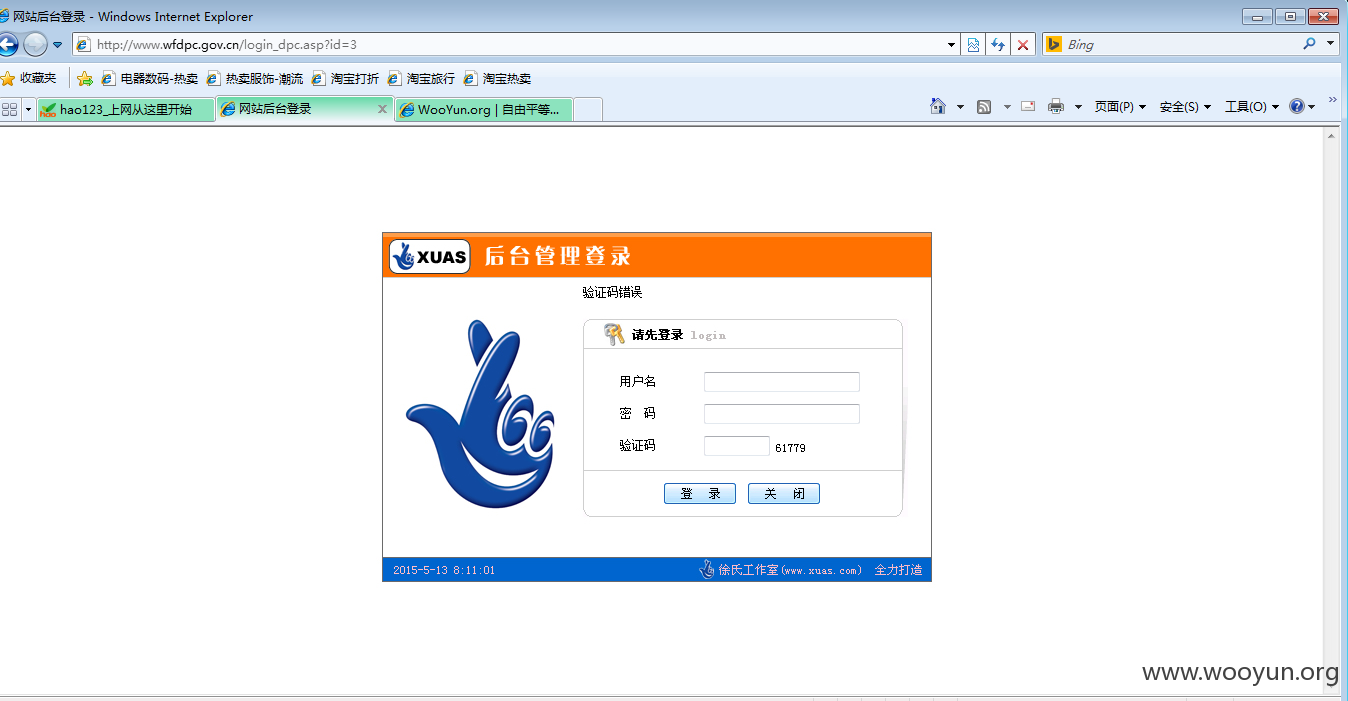 网站后台登录 - Windows Internet Explorer
http://www.wfdpc.gov.cn/login_dpc.asp?id=3
Bing
收藏夹
电器数码-热卖
热卖服饰-潮流
淘宝打折
淘宝旅行
淘宝热卖
hao123_上网从这里开始
网站后台登录
WooYun.org | 自由平等...
页面(P)
安全(S)
工具(O)
XUAS 后台管理登录
验证码错误
请先登录 login
用户名
密 码
验证码 61779
登 录
关 闭
2015-5-13 8:11:01
徐氏工作室(www.xuas.com) 全力打造
www.wooyun.org